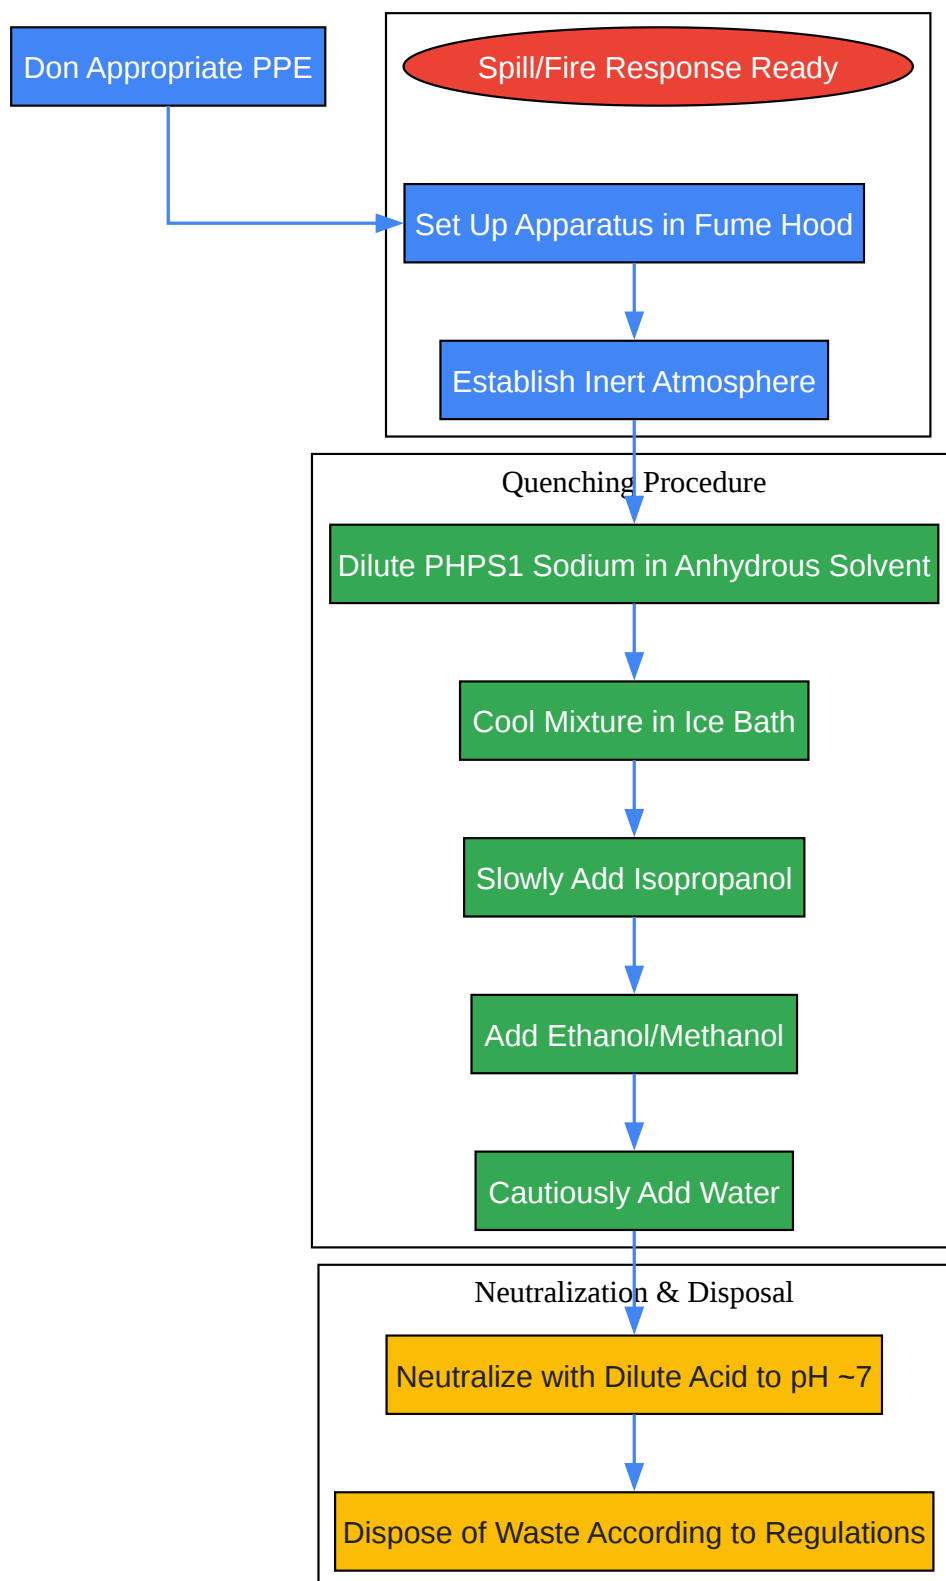 Don Appropriate PPE
Spill/Fire Response Ready
Set Up Apparatus in Fume Hood
Establish Inert Atmosphere
Quenching Procedure
Dilute PHPS1 Sodium in Anhydrous Solvent
Cool Mixture in Ice Bath
Slowly Add Isopropanol
Add Ethanol/Methanol
Cautiously Add Water
Neutralization & Disposal
Neutralize with Dilute Acid to pH ~7
Dispose of Waste According to Regulations